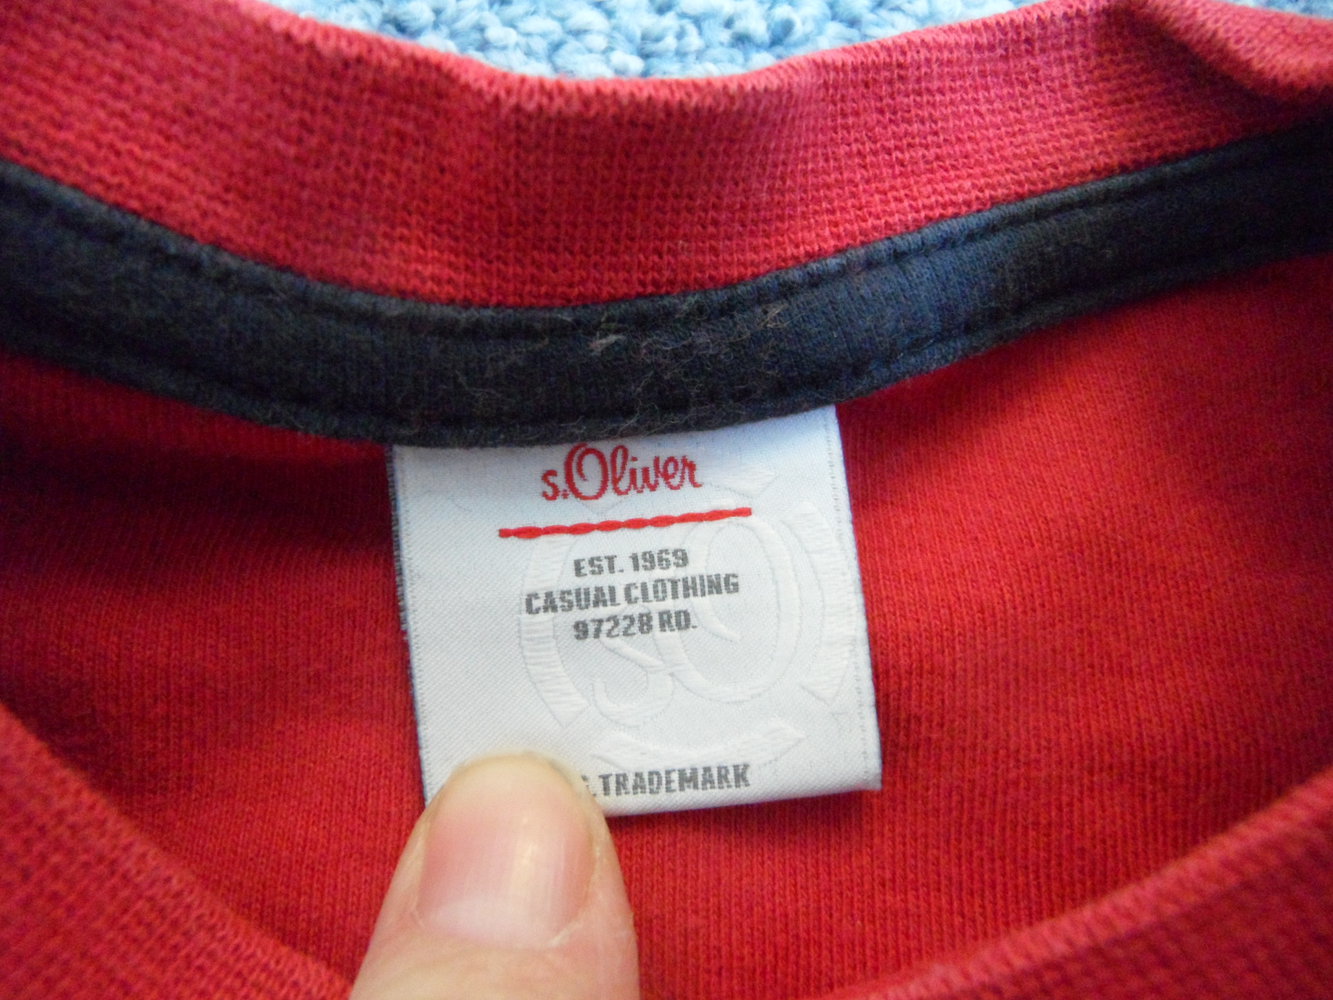 s.Oliver
EST. 1969
CASUAL CLOTHING
97228 RD.
TRADEMARK